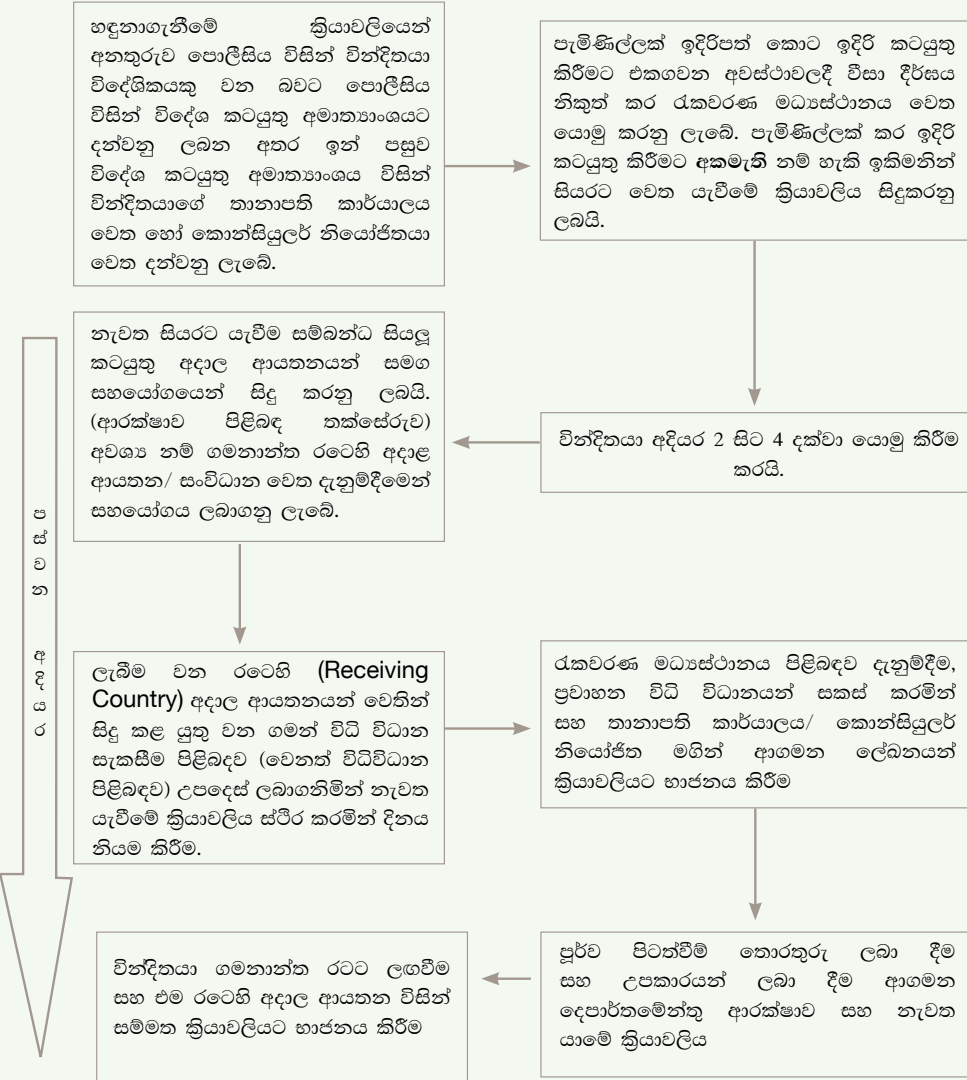 හඳුනාගැනීමේ ක්‍රියාවලියෙන්
අනතුරුව පොලීසිය විසින් වින්දිතයා
විදේශිකයකු වන බවට පොලීසිය
විසින් විදේශ කටයුතු අමාත්‍යාංශයට
දන්වනු ලබන අතර ඉන් පසුව
විදේශ කටයුතු අමාත්‍යාංශය විසින්
වින්දිතයාගේ තානාපති කාර්යාලය
වෙත හෝ කොන්සියුලර් නියෝජිතයා
වෙත දන්වනු ලැබේ.
පැමිණිල්ලක් ඉදිරිපත් කොට ඉදිරි කටයුතු
කිරීමට එකඟවන අවස්ථාවලදී වීසා දීර්ඝය
නිකුත් කර රැකවරණ මධ්‍යස්ථානය වෙත
යොමු කරනු ලැබේ. පැමිණිල්ලක් කර ඉදිරි
කටයුතු කිරීමට අකමැති නම් හැකි ඉකිමනින්
සියරට වෙත යැවීමේ ක්‍රියාවලිය සිදුකරනු
ලබයි.
වින්දිතයා අදියර 2 සිට 4 දක්වා යොමු කිරීම
කරයි.
නැවත සියරට යැවීම සම්බන්ධ සියලූ
කටයුතු අදාල ආයතනයන් සමග
සහයෝගයෙන් සිදු කරනු ලබයි.
(ආරක්ෂාව පිළිබඳ තක්සේරුව)
අවශ්‍ය නම් ගමනාන්ත රටෙහි අදාළ
ආයතන/ සංවිධාන වෙත දැනුම්දීමෙන්
සහයෝගය ලබාගනු ලැබේ.
පස්වන අදියර
ලැබීම වන රටෙහි (Receiving
Country) අදාල ආයතනයන් වෙතින්
සිදු කළ යුතු වන ගමන් විධි විධාන
සැකසීම පිළිබදව (වෙනත් විධිවිධාන
පිළිබඳව) උපදෙස් ලබාගනිමින් නැවත
යැවීමේ ක්‍රියාවලිය ස්ථිර කරමින් දිනය
නියම කිරීම.
රැකවරණ මධ්‍යස්ථානය පිළිබඳව දැනුම්දීම,
ප්‍රවාහන විධි විධානයන් සකස් කරමින්
සහ තානාපති කාර්යාලය/ කොන්සියුලර්
නියෝජිත මගින් ආගමන ලේඛනයන්
ක්‍රියාවලියට භාජනය කිරීම
පූර්ව පිටත්වීම් තොරතුරු ලබා දීම
සහ උපකාරයන් ලබා දීම ආගමන
දෙපාර්තමේන්තු ආරක්ෂාව සහ නැවත
යාමේ ක්‍රියාවලිය
වින්දිතයා ගමනාන්ත රටට ලඟවීම
සහ එම රටෙහි අදාල ආයතන විසින්
සම්මත ක්‍රියාවලියට භාජනය කිරීම